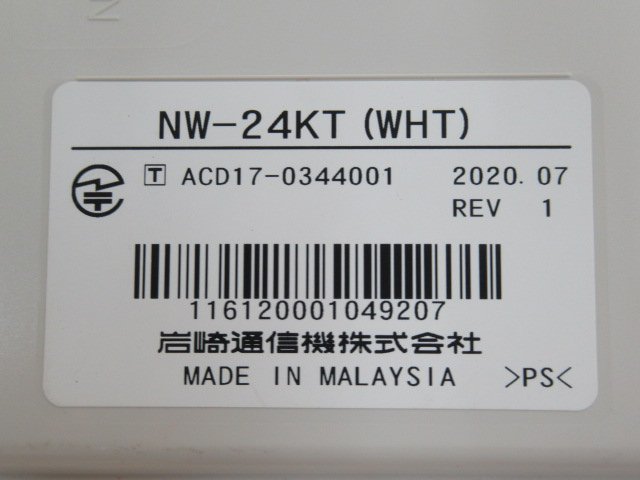 NW-24KT (WHT)
T ACD17-0344001 2020.07
REV 1
116120001049207
岩崎通信機株式会社
MADE IN MALAYSIA >PS<